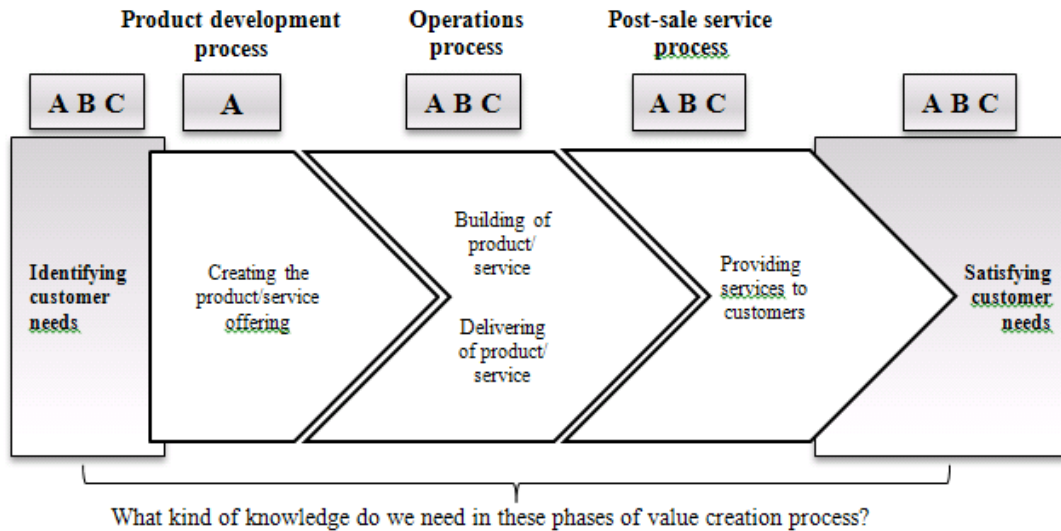 Product development
process
Operations
process
Post-sale service
process
A B C
A
A B C
A B C
A B C
Identifying
customer
needs
Creating the
product/service
offering
Building of
product/
service
Delivering
of product/
service
Providing
services to
customers
Satisfying
customer
needs
What kind of knowledge do we need in these phases of value creation process?